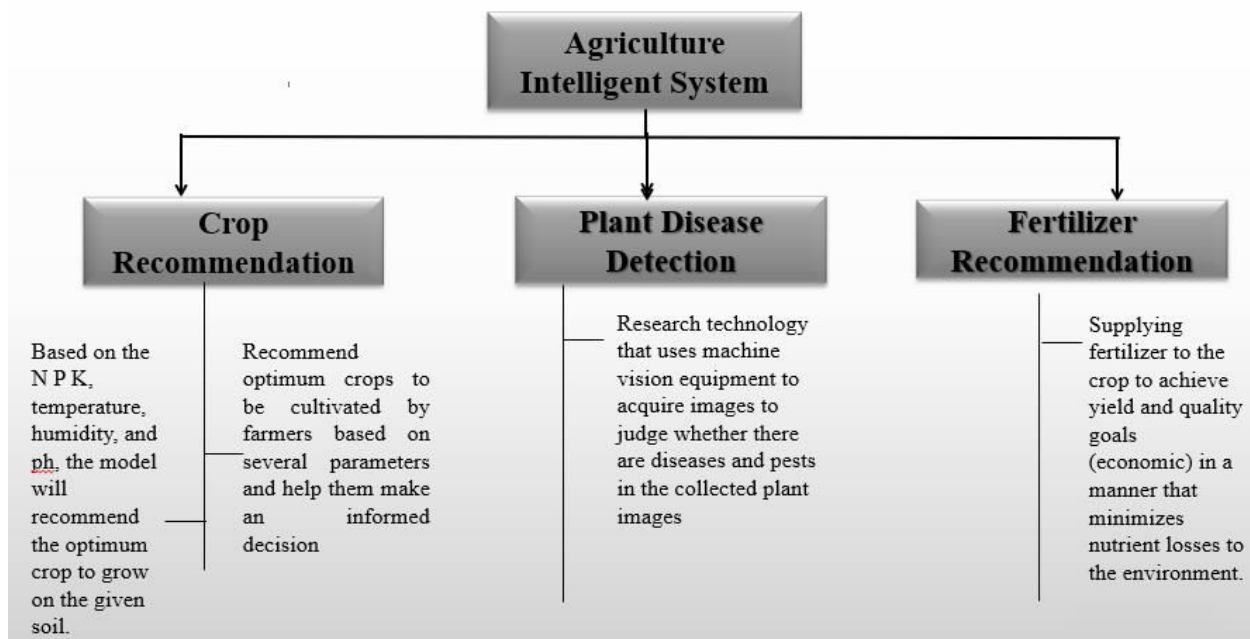 Agriculture
Intelligent System
Crop
Recommendation
Plant Disease
Detection
Fertilizer
Recommendation
Based on the
N P K,
temperature,
humidity, and
ph, the model
will
recommend
the optimum
crop to grow
on the given
soil.
Recommend
optimum crops to
be cultivated by
farmers based on
several parameters
and help them make
an informed
decision
Research technology
that uses machine
vision equipment to
acquire images to
judge whether there
are diseases and pests
in the collected plant
images
Supplying
fertilizer to the
crop to achieve
yield and quality
goals
(economic) in a
manner that
minimizes
nutrient losses to
the environment.